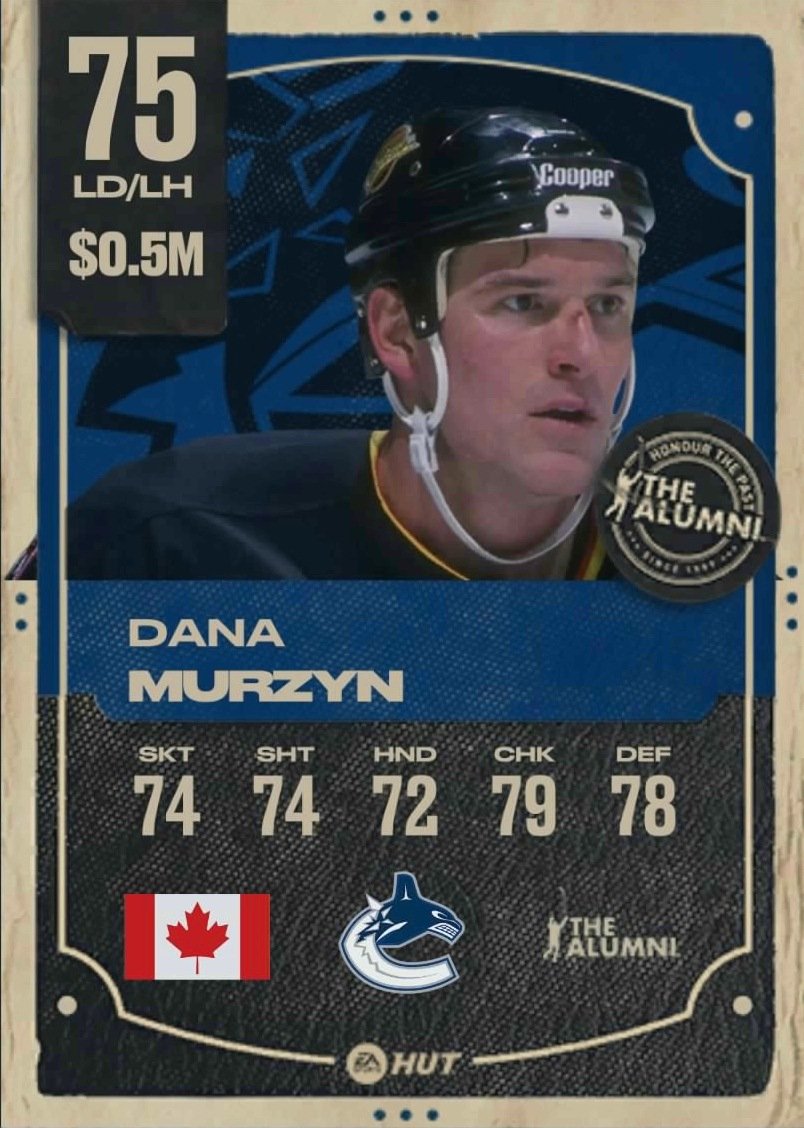 75
LD/LH
$0.5M
Cooper
HONOUR THE PAST
THE
ALUMNI
DANA
MURZYN
SKT SHT HND CHK DEF
74 74 72 79 78
THE
ALUMNI
EA HUT